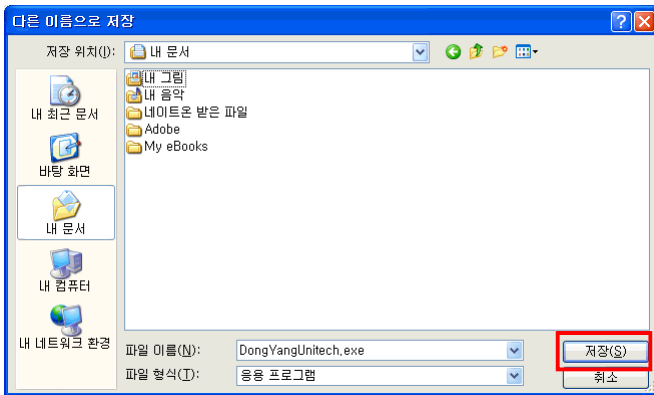 다른 이름으로 저장
저장 위치(I): 내 문서
내 그림
내 음악
네이트온 받은 파일
Adobe
My eBooks
내 최근 문서
바탕 화면
내 문서
내 컴퓨터
내 네트워크 환경
파일 이름(N): DongYangUnitech.exe 저장(S)
파일 형식(T): 응용 프로그램 취소